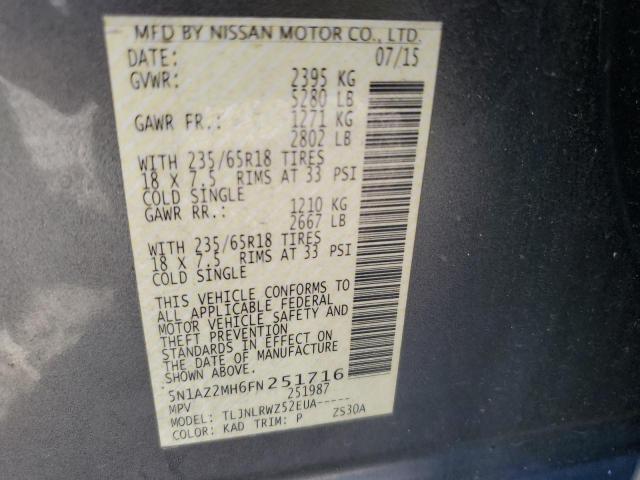 MFD BY NISSAN MOTOR CO., LTD.
DATE: 07/15
GVWR: 2395 KG
5280 LB
GAWR FR.: 1271 KG
2802 LB
WITH 235/65R18 TIRES
18 X 7.5 RIMS AT 33 PSI
COLD SINGLE
GAWR RR.: 1210 KG
2667 LB
WITH 235/65R18 TIRES
18 X 7.5 RIMS AT 33 PSI
COLD SINGLE
THIS VEHICLE CONFORMS TO
ALL APPLICABLE FEDERAL
MOTOR VEHICLE SAFETY AND
THEFT PREVENTION
STANDARDS IN EFFECT ON
THE DATE OF MANUFACTURE
SHOWN ABOVE.
5N1AZ2MH6FN251716
MPV 251987
MODEL: TLJNLRWZ52EUA-----
COLOR: KAD TRIM: P ZS30A